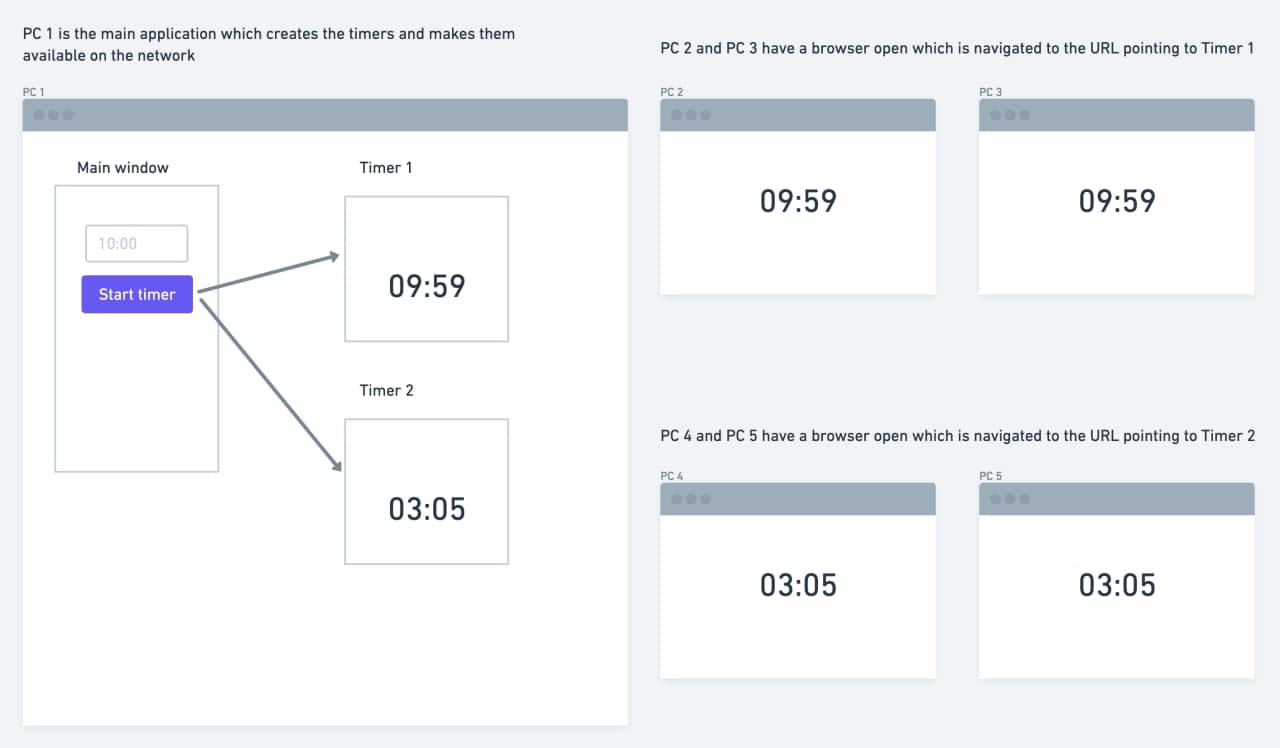 PC 1 is the main application which creates the timers and makes them
available on the network
PC 1
Main window
10:00
Start timer
Timer 1
09:59
Timer 2
03:05
PC 2 and PC 3 have a browser open which is navigated to the URL pointing to Timer 1
PC 2
09:59
PC 3
09:59
PC 4 and PC 5 have a browser open which is navigated to the URL pointing to Timer 2
PC 4
03:05
PC 5
03:05